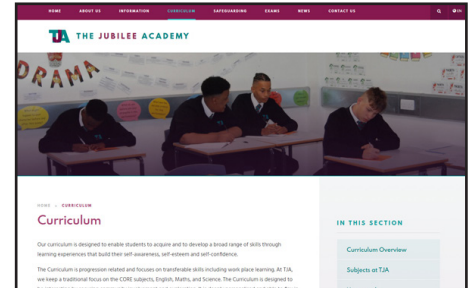 HOME ABOUT US INFORMATION CURRICULUM SAFEGUARDING EXAMS NEWS CONTACT US
EN
TJA THE JUBILEE ACADEMY
DRAMA
HOME CURRICULUM
Curriculum
IN THIS SECTION
Our curriculum is designed to enable students to acquire and to develop a broad range of skills through
learning experiences that build their self-awareness, self-esteem and self-confidence.
Curriculum Overview
The Curriculum is progression related and focuses on transferable skills including work place learning. At TJA,
we keep a traditional focus on the CORE subjects, English, Maths, and Science. The Curriculum is designed to
Subjects at TJA